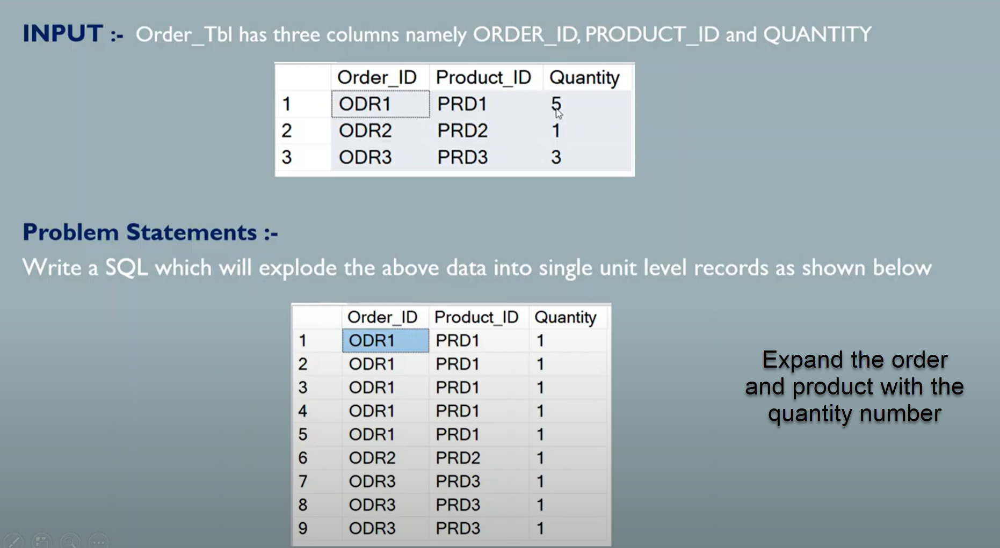 INPUT :- Order_Tbl has three columns namely ORDER_ID, PRODUCT_ID and QUANTITY
Order_ID Product_ID Quantity
1 ODR1 PRD1 5
2 ODR2 PRD2 1
3 ODR3 PRD3 3
Problem Statements :-
Write a SQL which will explode the above data into single unit level records as shown below
Order_ID Product_ID Quantity
1 ODR1 PRD1 1
2 ODR1 PRD1 1
3 ODR1 PRD1 1
4 ODR1 PRD1 1
5 ODR1 PRD1 1
6 ODR2 PRD2 1
7 ODR3 PRD3 1
8 ODR3 PRD3 1
9 ODR3 PRD3 1
Expand the order
and product with the
quantity number